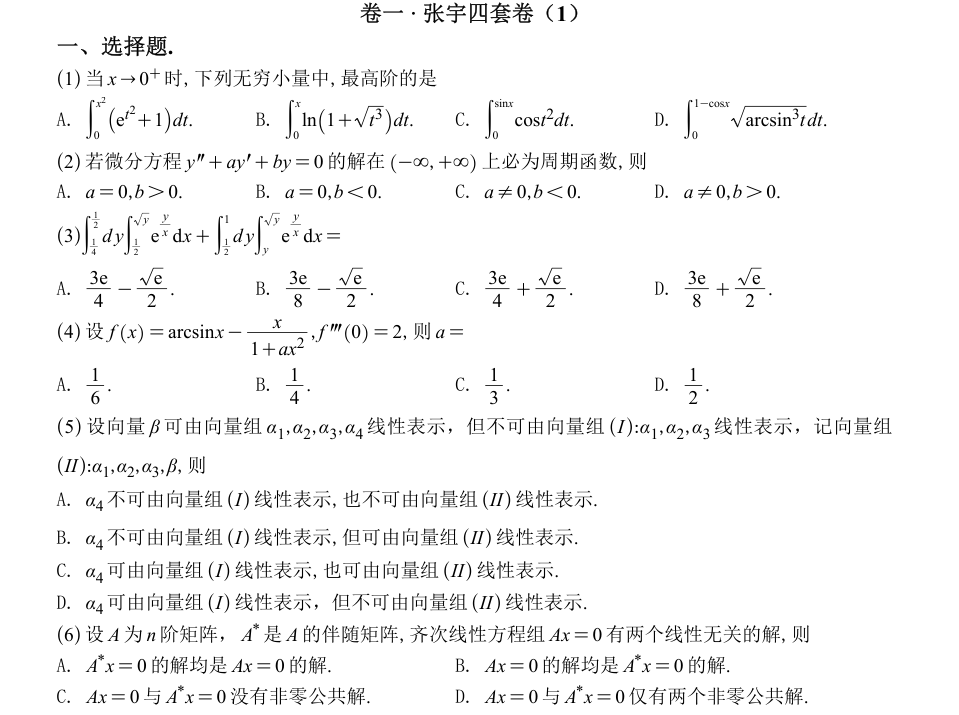 卷一 · 张宇四套卷（1）
一、选择题.
(1) 当 x→0⁺ 时, 下列无穷小量中, 最高阶的是
A. ∫₀^{x²} (e^{t²}+1)dt. B. ∫₀^{x} ln(1+√(t³))dt. C. ∫₀^{sinx} cost²dt. D. ∫₀^{1−cosx} √(arcsin³t) dt.
(2) 若微分方程 y″+ay′+by=0 的解在 (−∞,+∞) 上必为周期函数, 则
A. a=0,b>0. B. a=0,b<0. C. a≠0,b<0. D. a≠0,b>0.
(3) ∫_{1/4}^{1/2} dy ∫_{1/2}^{√y} e^{y/x} dx + ∫_{1/2}^{1} dy ∫_{y}^{√y} e^{y/x} dx =
A. 3e/4 − √e/2. B. 3e/8 − √e/2. C. 3e/4 + √e/2. D. 3e/8 + √e/2.
(4) 设 f(x)=arcsinx − x/(1+ax²), f‴(0)=2, 则 a=
A. 1/6. B. 1/4. C. 1/3. D. 1/2.
(5) 设向量 β 可由向量组 α₁,α₂,α₃,α₄ 线性表示，但不可由向量组 (I):α₁,α₂,α₃ 线性表示，记向量组
(II):α₁,α₂,α₃,β, 则
A. α₄ 不可由向量组 (I) 线性表示, 也不可由向量组 (II) 线性表示.
B. α₄ 不可由向量组 (I) 线性表示, 但可由向量组 (II) 线性表示.
C. α₄ 可由向量组 (I) 线性表示, 也可由向量组 (II) 线性表示.
D. α₄ 可由向量组 (I) 线性表示，但不可由向量组 (II) 线性表示.
(6) 设 A 为 n 阶矩阵， A* 是 A 的伴随矩阵, 齐次线性方程组 Ax=0 有两个线性无关的解, 则
A. A*x=0 的解均是 Ax=0 的解. B. Ax=0 的解均是 A*x=0 的解.
C. Ax=0 与 A*x=0 没有非零公共解. D. Ax=0 与 A*x=0 仅有两个非零公共解.